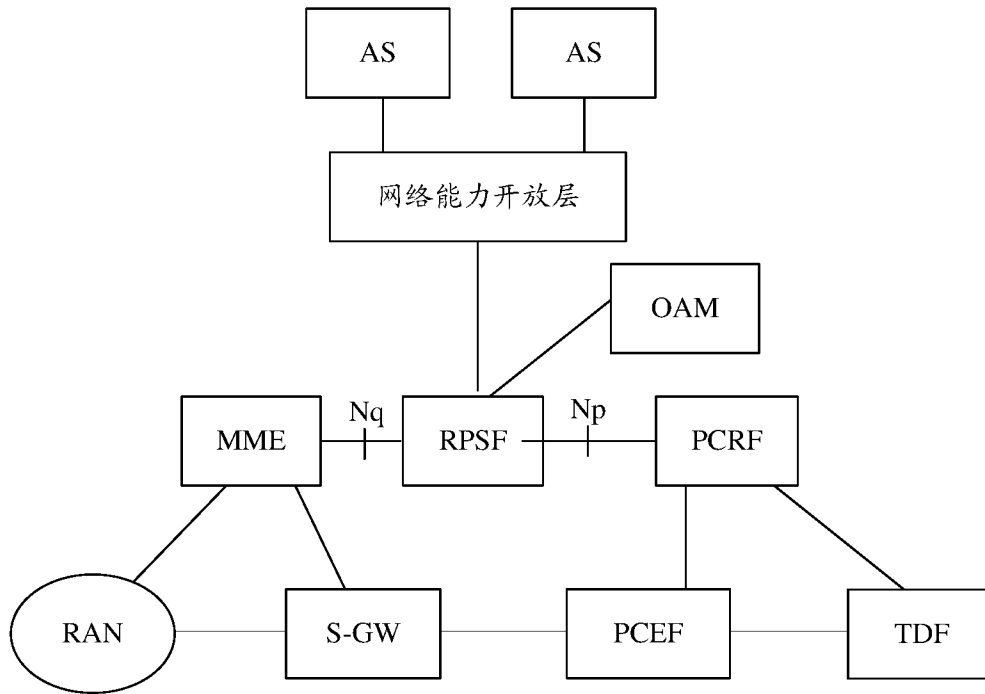 AS
AS
网络能力开放层
OAM
Nq
Np
MME
RPSF
PCRF
RAN
S-GW
PCEF
TDF